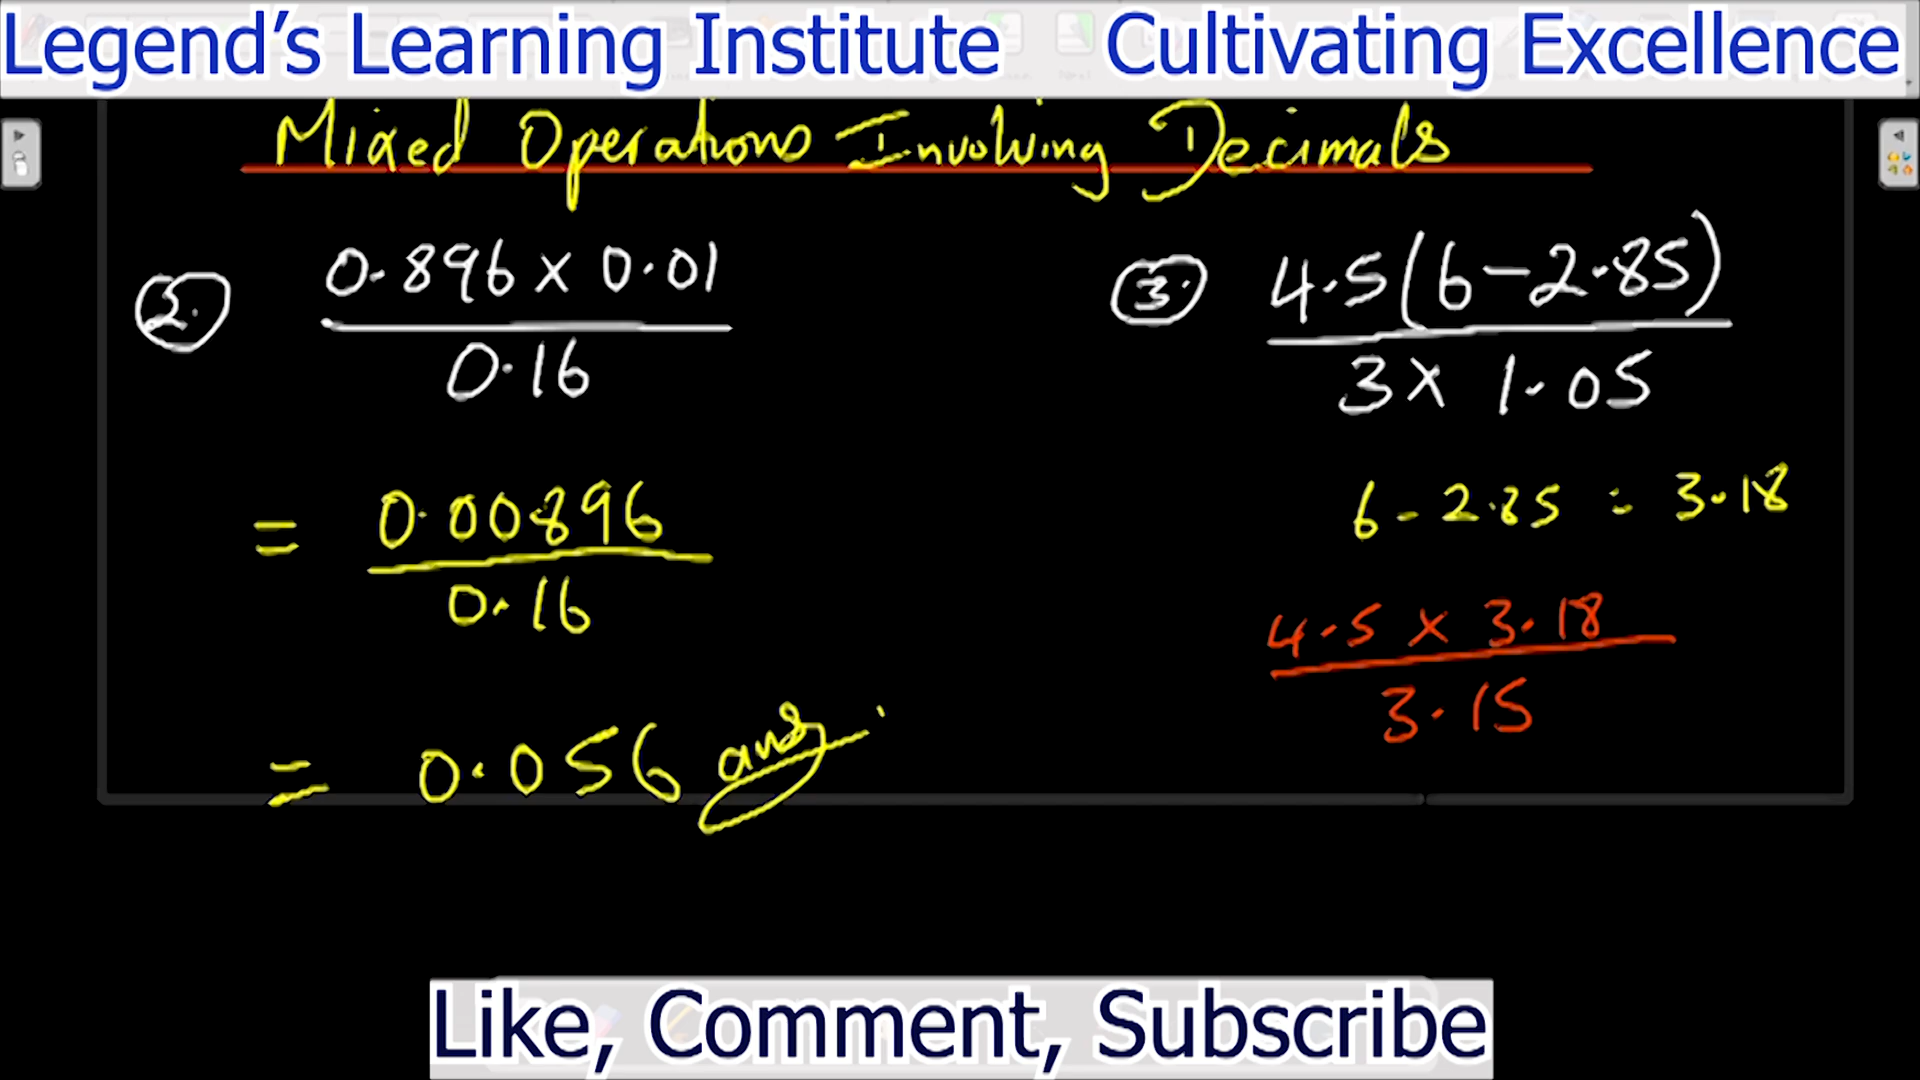 Legend’s Learning Institute Cultivating Excellence
Mixed Operations Involving Decimals
2. 0.896 x 0.01
0.16
= 0.00896
0.16
= 0.056 ans.
3. 4.5(6-2.85)
3 x 1.05
6 - 2.85 = 3.18
4.5 x 3.18
3.15
Like, Comment, Subscribe